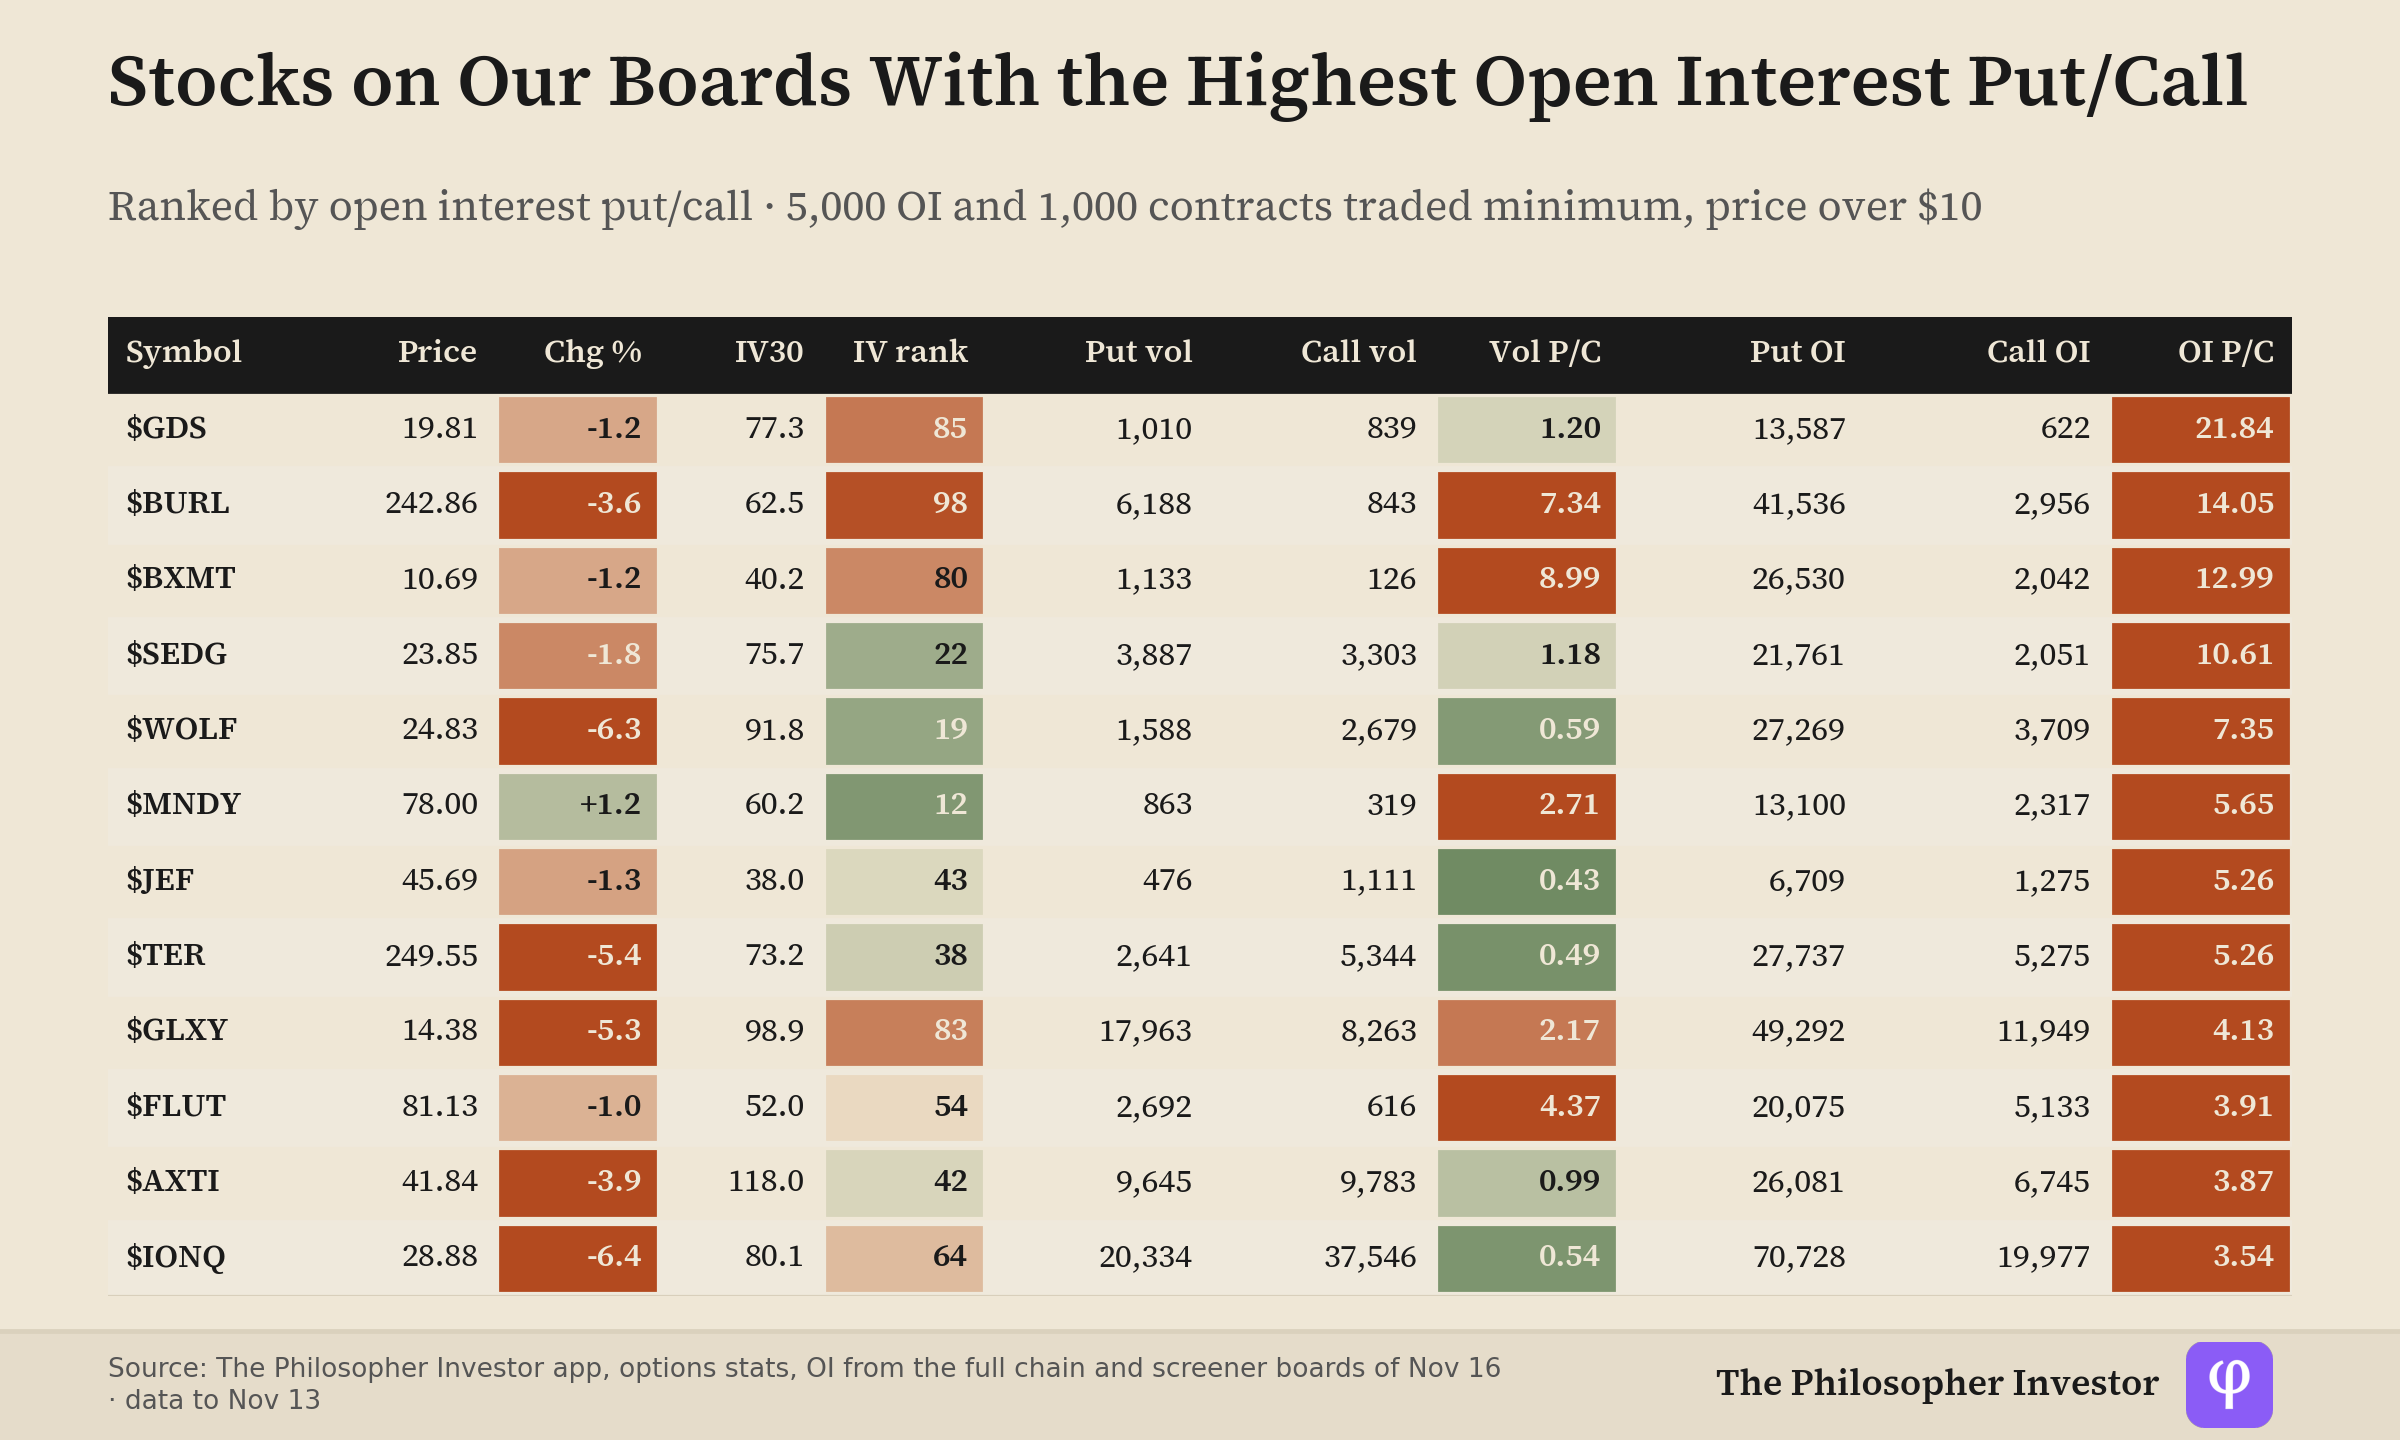 Stocks on Our Boards With the Highest Open Interest Put/Call
Ranked by open interest put/call · 5,000 OI and 1,000 contracts traded minimum, price over $10
Symbol Price Chg % IV30 IV rank Put vol Call vol Vol P/C Put OI Call OI OI P/C
$GDS 19.81 -1.2 77.3 85 1,010 839 1.20 13,587 622 21.84
$BURL 242.86 -3.6 62.5 98 6,188 843 7.34 41,536 2,956 14.05
$BXMT 10.69 -1.2 40.2 80 1,133 126 8.99 26,530 2,042 12.99
$SEDG 23.85 -1.8 75.7 22 3,887 3,303 1.18 21,761 2,051 10.61
$WOLF 24.83 -6.3 91.8 19 1,588 2,679 0.59 27,269 3,709 7.35
$MNDY 78.00 +1.2 60.2 12 863 319 2.71 13,100 2,317 5.65
$JEF 45.69 -1.3 38.0 43 476 1,111 0.43 6,709 1,275 5.26
$TER 249.55 -5.4 73.2 38 2,641 5,344 0.49 27,737 5,275 5.26
$GLXY 14.38 -5.3 98.9 83 17,963 8,263 2.17 49,292 11,949 4.13
$FLUT 81.13 -1.0 52.0 54 2,692 616 4.37 20,075 5,133 3.91
$AXTI 41.84 -3.9 118.0 42 9,645 9,783 0.99 26,081 6,745 3.87
$IONQ 28.88 -6.4 80.1 64 20,334 37,546 0.54 70,728 19,977 3.54
Source: The Philosopher Investor app, options stats, OI from the full chain and screener boards of Nov 16
· data to Nov 13
The Philosopher Investor
φ